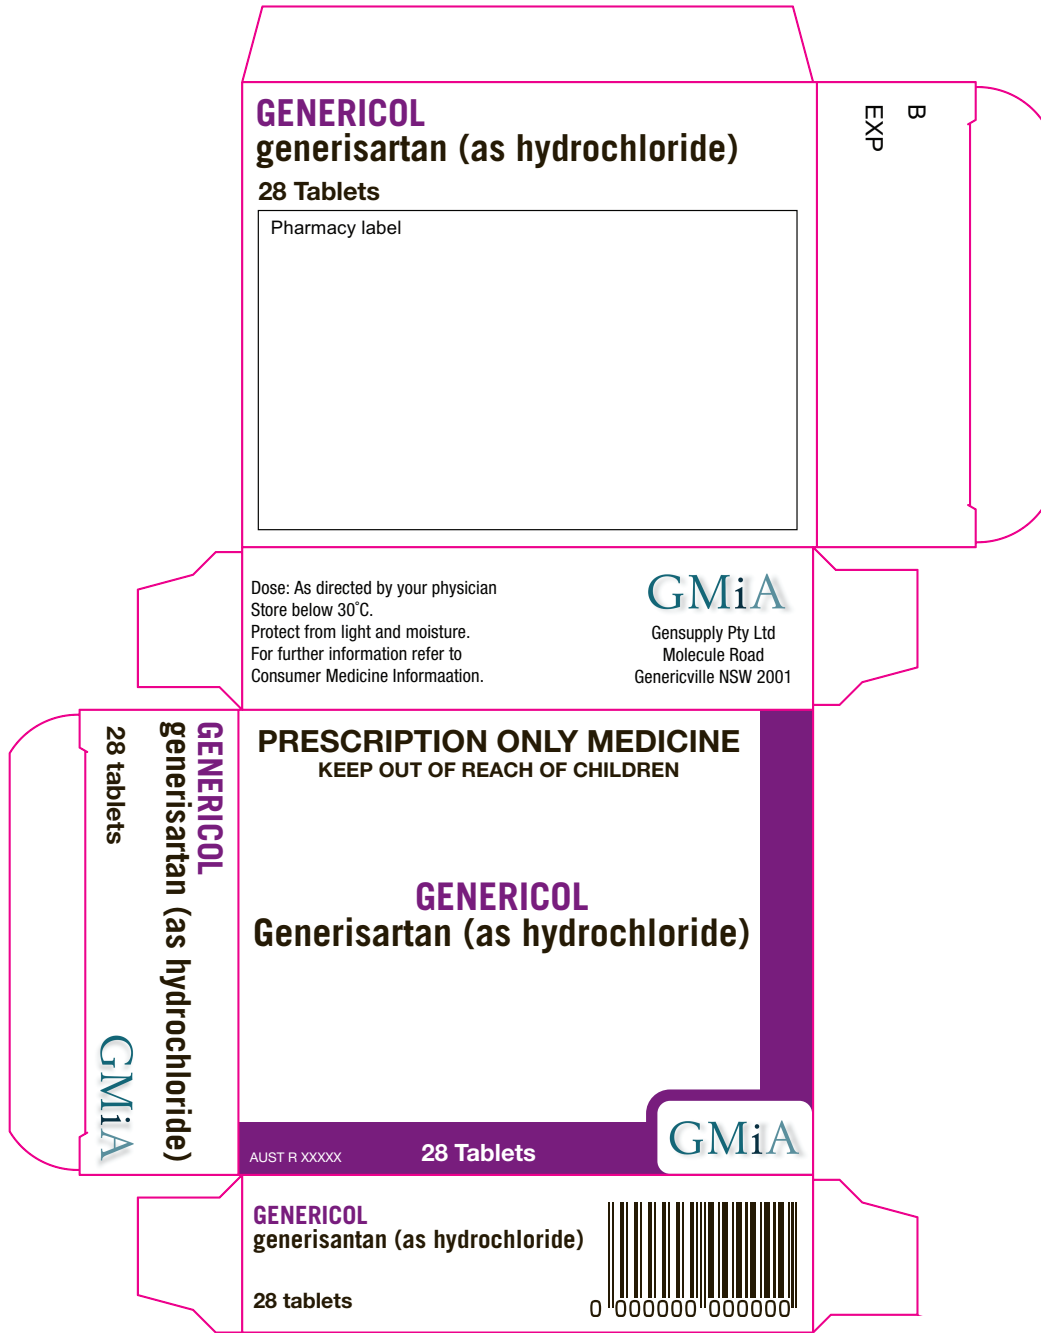 GENERICOL
generisartan (as hydrochloride)
28 Tablets
Pharmacy label
B
EXP
Dose: As directed by your physician
Store below 30°C.
Protect from light and moisture.
For further information refer to
Consumer Medicine Informaation.
GMiA
Gensupply Pty Ltd
Molecule Road
Genericville NSW 2001
GENERICOL
generisartan (as hydrochloride)
28 tablets
GMiA
PRESCRIPTION ONLY MEDICINE
KEEP OUT OF REACH OF CHILDREN
GENERICOL
Generisartan (as hydrochloride)
AUST R XXXXX
28 Tablets
GMiA
GENERICOL
generisantan (as hydrochloride)
28 tablets
0 000000 000000